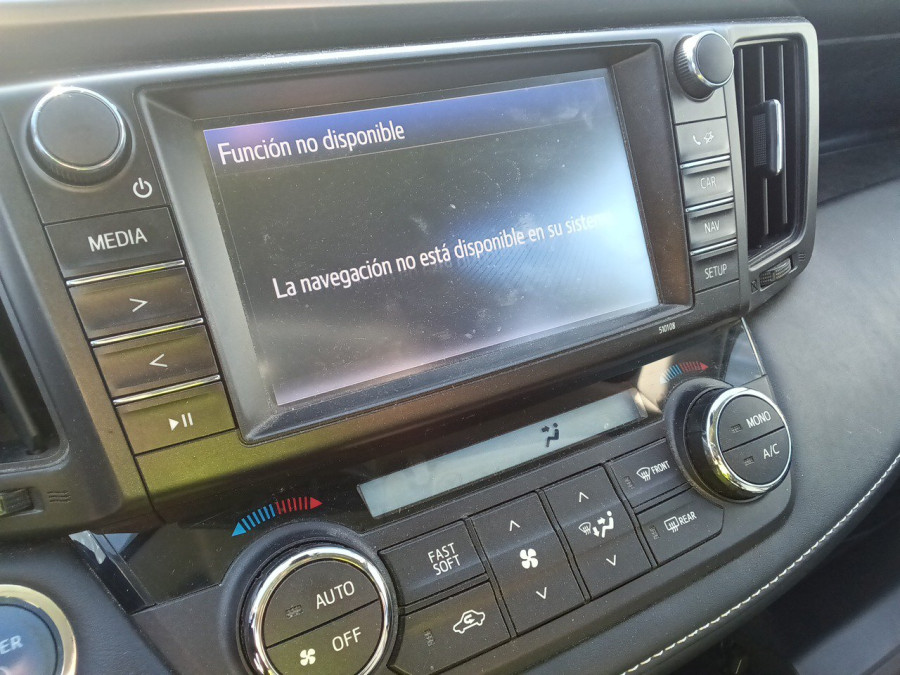 Función no disponible
La navegación no está disponible en su sistema
MEDIA
>
<
CAR
NAV
SETUP
510108
MONO
A/C
FRONT
REAR
FAST
SOFT
AUTO
OFF